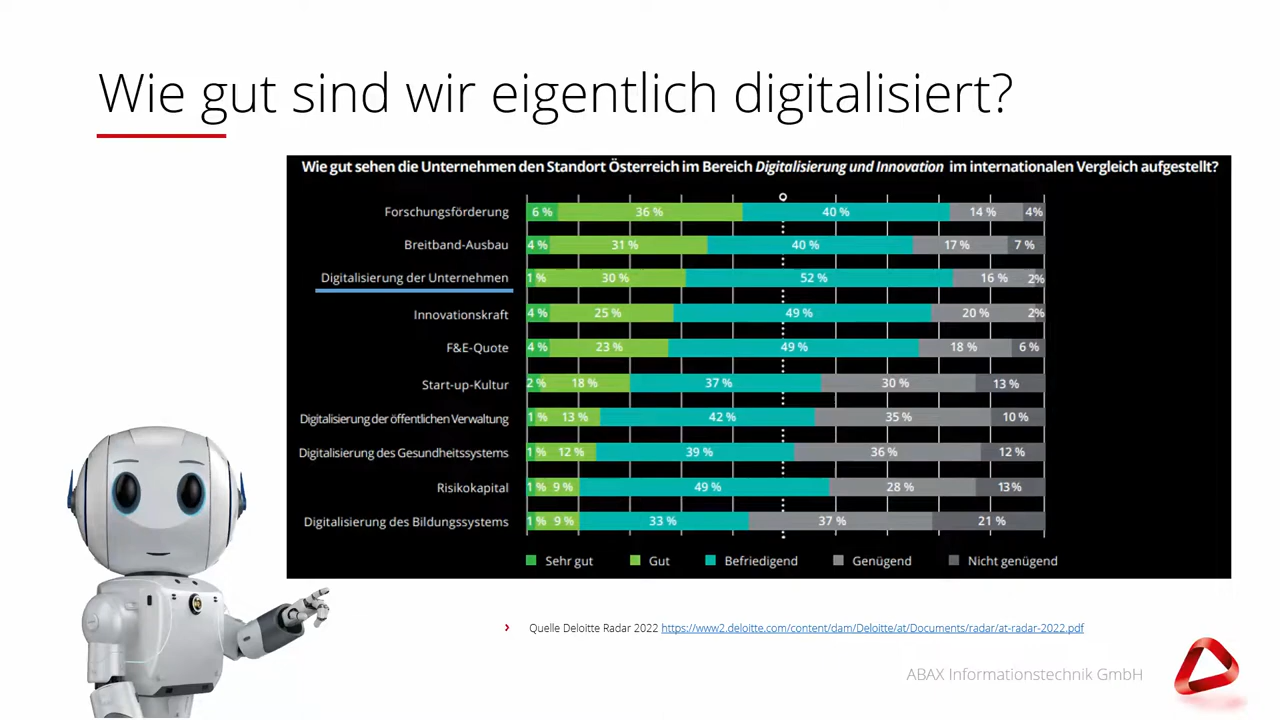 Wie gut sind wir eigentlich digitalisiert?
Wie gut sehen die Unternehmen den Standort Österreich im Bereich Digitalisierung und Innovation im internationalen Vergleich aufgestellt?
Forschungsförderung 6 % 36 % 40 % 14 % 4%
Breitband-Ausbau 4 % 31 % 40 % 17 % 7 %
Digitalisierung der Unternehmen 1 % 30 % 52 % 16 % 2%
Innovationskraft 4 % 25 % 49 % 20 % 2%
F&E-Quote 4 % 23 % 49 % 18 % 6 %
Start-up-Kultur 2 % 18 % 37 % 30 % 13 %
Digitalisierung der öffentlichen Verwaltung 1 % 13 % 42 % 35 % 10 %
Digitalisierung des Gesundheitssystems 1 % 12 % 39 % 36 % 12 %
Risikokapital 1 % 9 % 49 % 28 % 13 %
Digitalisierung des Bildungssystems 1 % 9 % 33 % 37 % 21 %
Sehr gut Gut Befriedigend Genügend Nicht genügend
Quelle Deloitte Radar 2022 https://www2.deloitte.com/content/dam/Deloitte/at/Documents/radar/at-radar-2022.pdf
ABAX Informationstechnik GmbH